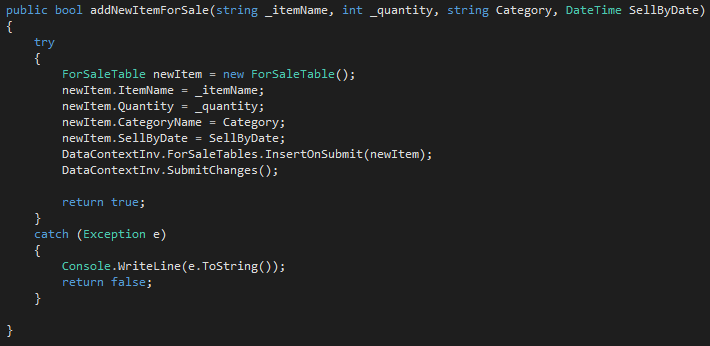 public bool addNewItemForSale(string _itemName, int _quantity, string Category, DateTime SellByDate)
{
try
{
ForSaleTable newItem = new ForSaleTable();
newItem.ItemName = _itemName;
newItem.Quantity = _quantity;
newItem.CategoryName = Category;
newItem.SellByDate = SellByDate;
DataContextInv.ForSaleTables.InsertOnSubmit(newItem);
DataContextInv.SubmitChanges();
return true;
}
catch (Exception e)
{
Console.WriteLine(e.ToString());
return false;
}
}